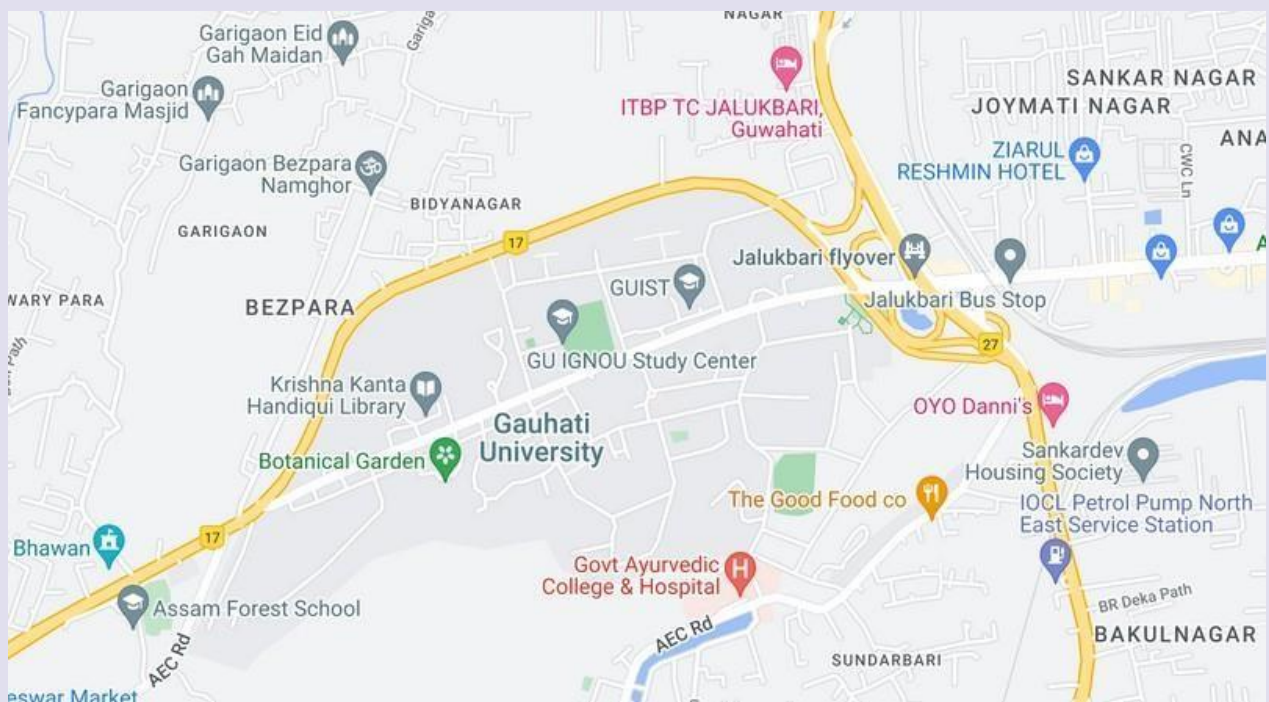 NAGAR
Garigaon Eid
Gah Maidan
Garigaon
Fancypara Masjid
ITBP TC JALUKBARI,
Guwahati
SANKAR NAGAR
JOYMATI NAGAR
ANA
ZIARUL
RESHMIN HOTEL
CWC Ln
Garigaon Bezpara
Namghor
BIDYANAGAR
GARIGAON
17
Jalukbari flyover
GUIST
Jalukbari Bus Stop
WARY PARA
BEZPARA
27
GU IGNOU Study Center
Krishna Kanta
Handiqui Library
OYO Danni's
Gauhati
University
Botanical Garden
Sankardev
Housing Society
The Good Food co
IOCL Petrol Pump North
East Service Station
17
Bhawan
Govt Ayurvedic
College & Hospital
Assam Forest School
BR Deka Path
AEC Rd
AEC Rd
BAKULNAGAR
SUNDARBARI
eswar Market